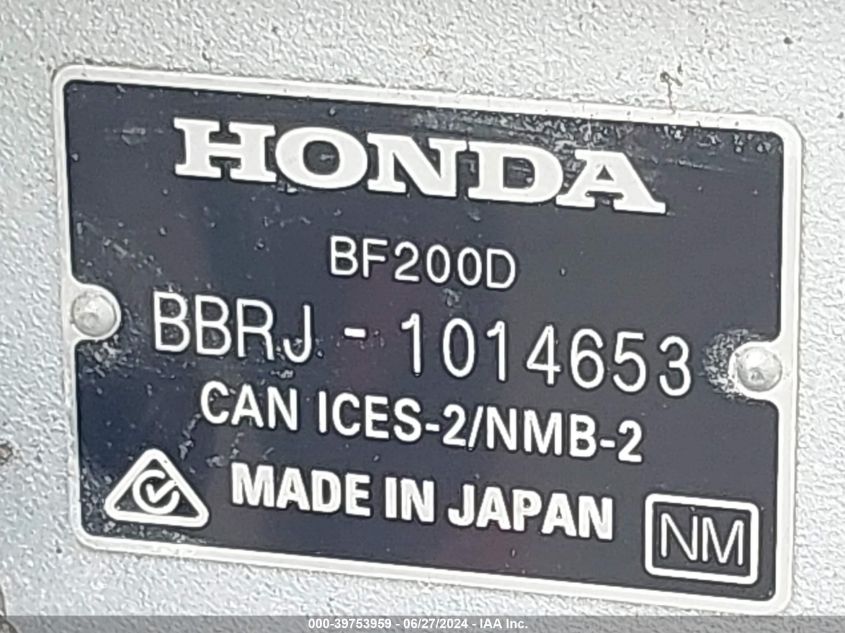 HONDA
BF200D
BBRJ - 1014653
CAN ICES-2/NMB-2
MADE IN JAPAN
NM
000-39753959 - 06/27/2024 - IAA Inc.